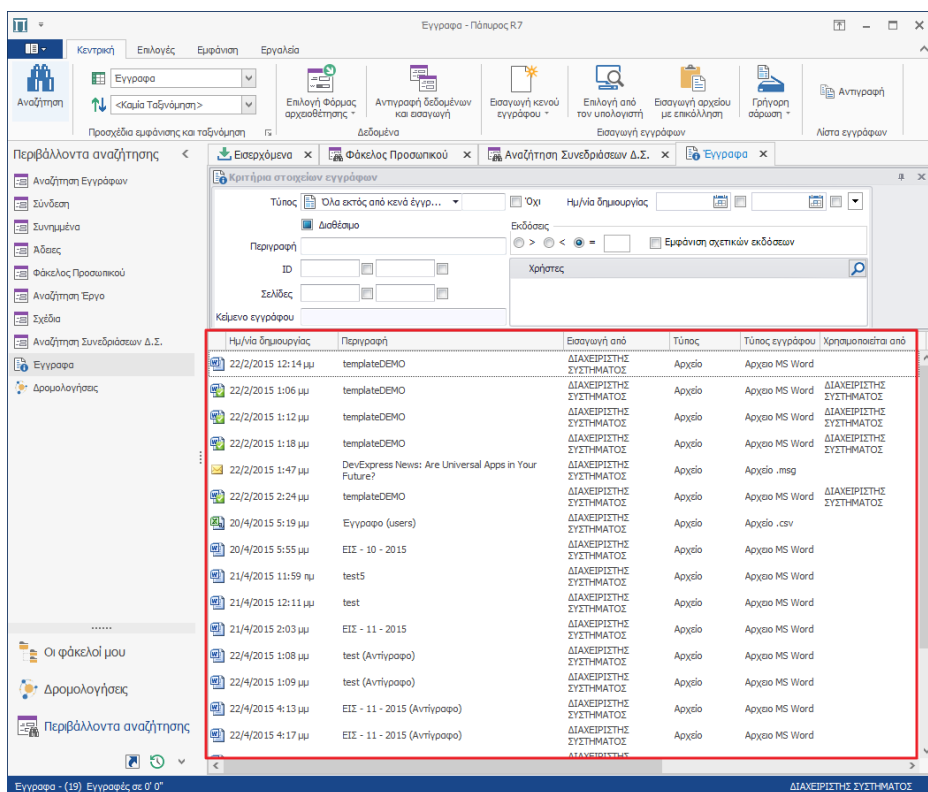 Έγγραφα - Πάπυρος R7
Κεντρική Επιλογές Εμφάνιση Εργαλεία
Αναζήτηση
Έγγραφα
<Καμία Ταξινόμηση>
Προσχέδια εμφάνισης και ταξινόμηση
Επιλογή Φόρμας
αρχειοθέτησης
Αντιγραφή δεδομένων
και εισαγωγή
Δεδομένα
Εισαγωγή κενού
εγγράφου
Επιλογή από
τον υπολογιστή
Εισαγωγή αρχείου
με επικόλληση
Γρήγορη
σάρωση
Εισαγωγή εγγράφων
Αντιγραφή
Λίστα εγγράφων
Περιβάλλοντα αναζήτησης
Αναζήτηση Εγγράφων
Σύνδεση
Συνημμένα
Άδειες
Φάκελος Προσωπικού
Αναζήτηση Έργο
Σχέδια
Αναζήτηση Συνεδριάσεων Δ.Σ.
Έγγραφα
Δρομολογήσεις
Οι φάκελοί μου
Δρομολογήσεις
Περιβάλλοντα αναζήτησης
Εισερχόμενα x Φάκελος Προσωπικού x Αναζήτηση Συνεδριάσεων Δ.Σ. x Έγγραφα x
Κριτήρια στοιχείων εγγράφων
Τύπος Όλα εκτός από κενά έγγρ... Όχι Ημ/νία δημιουργίας
Διαθέσιμο Εκδόσεις
Περιγραφή > < = Εμφάνιση σχετικών εκδόσεων
ID Χρήστες
Σελίδες
Κείμενο εγγράφου
Ημ/νία δημιουργίας Περιγραφή Εισαγωγή από Τύπος Τύπος εγγράφου Χρησιμοποιείται από
22/2/2015 12:14 μμ templateDEMO ΔΙΑΧΕΙΡΙΣΤΗΣ ΣΥΣΤΗΜΑΤΟΣ Αρχείο Αρχειο MS Word
22/2/2015 1:06 μμ templateDEMO ΔΙΑΧΕΙΡΙΣΤΗΣ ΣΥΣΤΗΜΑΤΟΣ Αρχείο Αρχειο MS Word ΔΙΑΧΕΙΡΙΣΤΗΣ ΣΥΣΤΗΜΑΤΟΣ
22/2/2015 1:12 μμ templateDEMO ΔΙΑΧΕΙΡΙΣΤΗΣ ΣΥΣΤΗΜΑΤΟΣ Αρχείο Αρχειο MS Word ΔΙΑΧΕΙΡΙΣΤΗΣ ΣΥΣΤΗΜΑΤΟΣ
22/2/2015 1:18 μμ templateDEMO ΔΙΑΧΕΙΡΙΣΤΗΣ ΣΥΣΤΗΜΑΤΟΣ Αρχείο Αρχειο MS Word ΔΙΑΧΕΙΡΙΣΤΗΣ ΣΥΣΤΗΜΑΤΟΣ
22/2/2015 1:47 μμ DevExpress News: Are Universal Apps in Your Future? ΔΙΑΧΕΙΡΙΣΤΗΣ ΣΥΣΤΗΜΑΤΟΣ Αρχείο Αρχείο .msg
22/2/2015 2:24 μμ templateDEMO ΔΙΑΧΕΙΡΙΣΤΗΣ ΣΥΣΤΗΜΑΤΟΣ Αρχείο Αρχειο MS Word ΔΙΑΧΕΙΡΙΣΤΗΣ ΣΥΣΤΗΜΑΤΟΣ
20/4/2015 5:19 μμ Έγγραφο (users) ΔΙΑΧΕΙΡΙΣΤΗΣ ΣΥΣΤΗΜΑΤΟΣ Αρχείο Αρχείο .csv
20/4/2015 5:55 μμ ΕΙΣ - 10 - 2015 ΔΙΑΧΕΙΡΙΣΤΗΣ ΣΥΣΤΗΜΑΤΟΣ Αρχείο Αρχειο MS Word
21/4/2015 11:59 πμ test5 ΔΙΑΧΕΙΡΙΣΤΗΣ ΣΥΣΤΗΜΑΤΟΣ Αρχείο Αρχειο MS Word
21/4/2015 12:11 μμ test ΔΙΑΧΕΙΡΙΣΤΗΣ ΣΥΣΤΗΜΑΤΟΣ Αρχείο Αρχειο MS Word
21/4/2015 2:03 μμ ΕΙΣ - 11 - 2015 ΔΙΑΧΕΙΡΙΣΤΗΣ ΣΥΣΤΗΜΑΤΟΣ Αρχείο Αρχειο MS Word
22/4/2015 1:08 μμ test (Αντίγραφο) ΔΙΑΧΕΙΡΙΣΤΗΣ ΣΥΣΤΗΜΑΤΟΣ Αρχείο Αρχειο MS Word
22/4/2015 1:09 μμ test (Αντίγραφο) ΔΙΑΧΕΙΡΙΣΤΗΣ ΣΥΣΤΗΜΑΤΟΣ Αρχείο Αρχειο MS Word
22/4/2015 4:13 μμ ΕΙΣ - 11 - 2015 (Αντίγραφο) ΔΙΑΧΕΙΡΙΣΤΗΣ ΣΥΣΤΗΜΑΤΟΣ Αρχείο Αρχειο MS Word
22/4/2015 4:17 μμ ΕΙΣ - 11 - 2015 (Αντίγραφο) ΔΙΑΧΕΙΡΙΣΤΗΣ ΣΥΣΤΗΜΑΤΟΣ Αρχείο Αρχειο MS Word
ΔΙΑΧΕΙΡΙΣΤΗΣ
Έγγραφα - (19) Εγγραφές σε 0' 0" ΔΙΑΧΕΙΡΙΣΤΗΣ ΣΥΣΤΗΜΑΤΟΣ